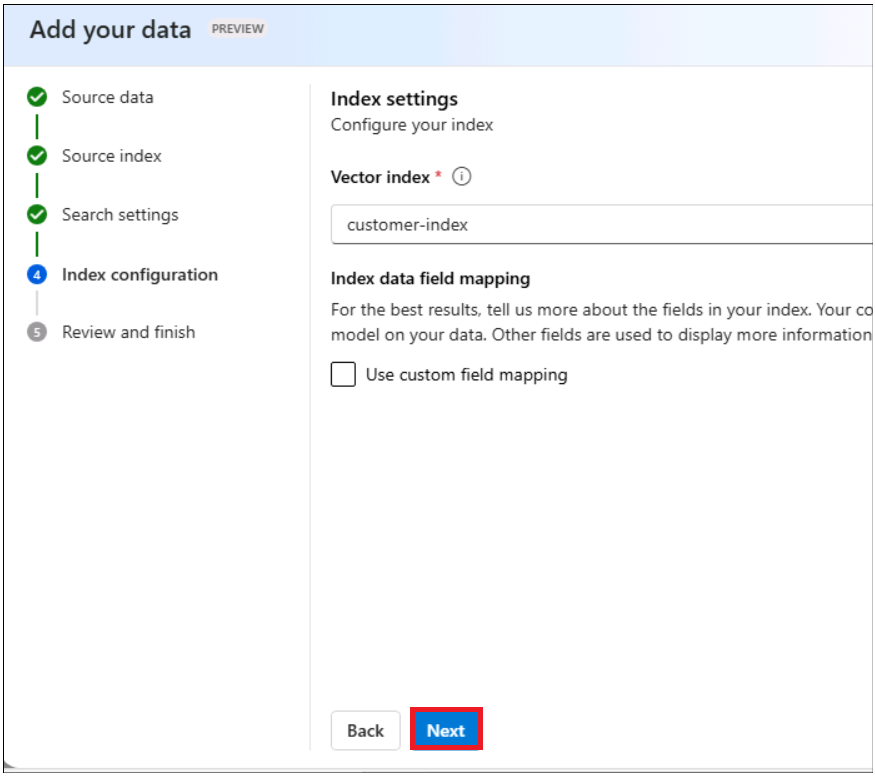 Add your data PREVIEW
Source data
Source index
Search settings
4 Index configuration
5 Review and finish
Index settings
Configure your index
Vector index * i
customer-index
Index data field mapping
For the best results, tell us more about the fields in your index. Your co
model on your data. Other fields are used to display more information
Use custom field mapping
Back Next